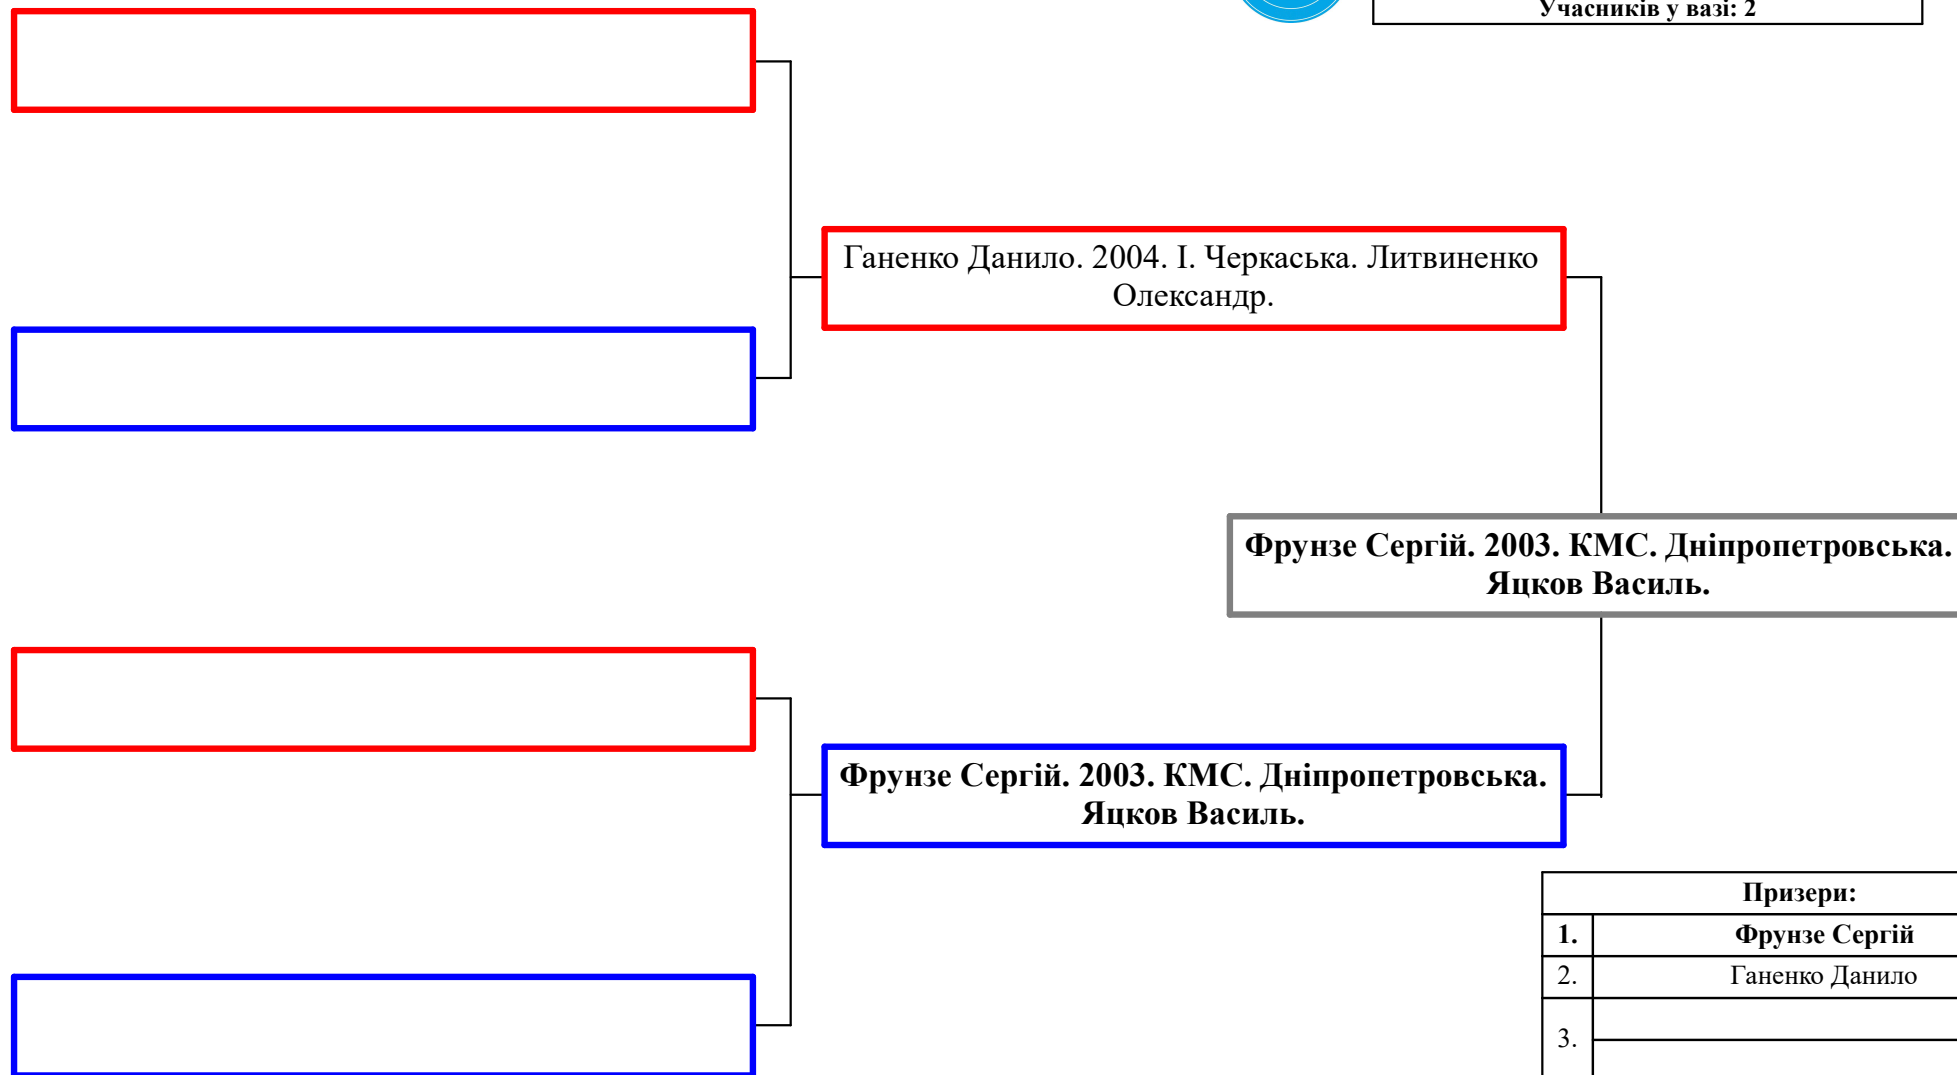 Учасників у вазі: 2
Ганенко Данило. 2004. І. Черкаська. Литвиненко
Олександр.
Фрунзе Сергій. 2003. КМС. Дніпропетровська.
Яцков Василь.
Фрунзе Сергій. 2003. КМС. Дніпропетровська.
Яцков Василь.
Призери:
1. Фрунзе Сергій
2. Ганенко Данило
3.